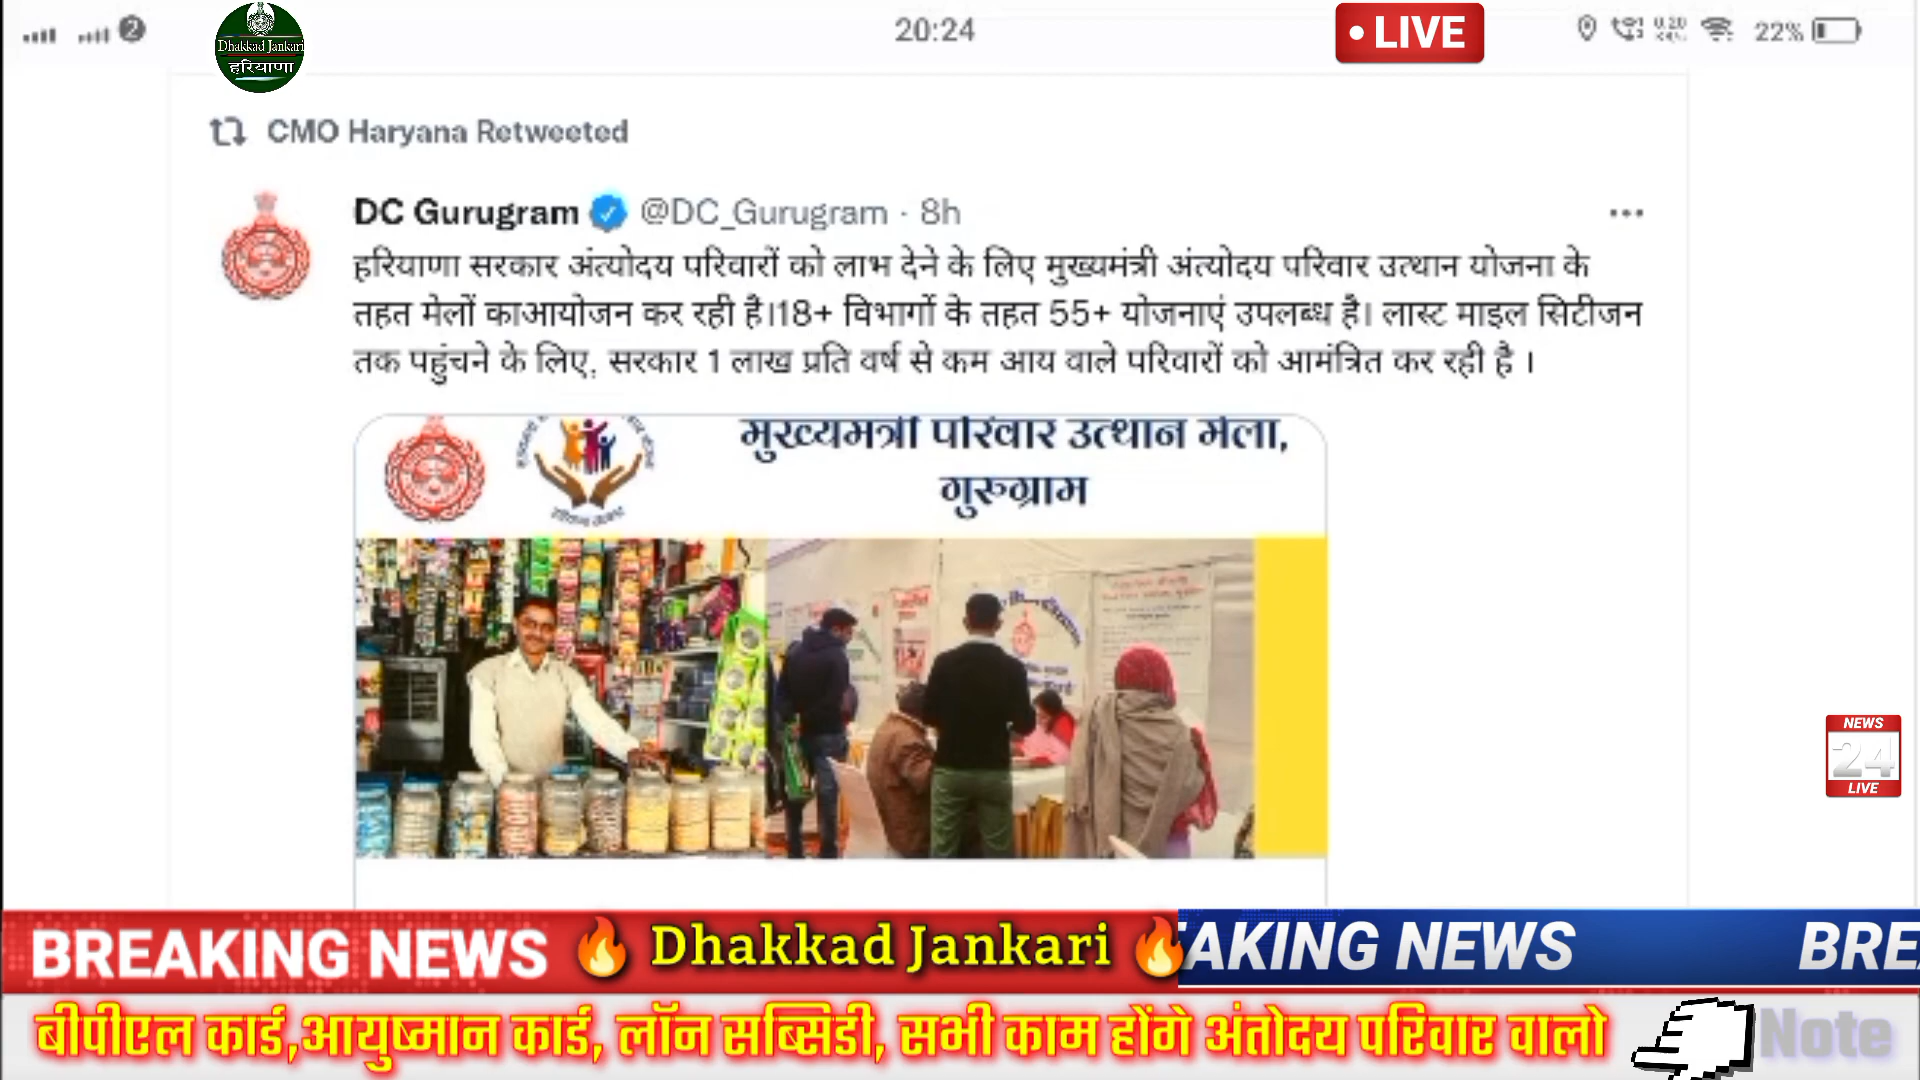 2
Dhakkad Jankari
हरियाणा
20:24
• LIVE
22%
CMO Haryana Retweeted
DC Gurugram @DC_Gurugram · 8h
हरियाणा सरकार अंत्योदय परिवारों को लाभ देने के लिए मुख्यमंत्री अंत्योदय परिवार उत्थान योजना के
तहत मेलों काआयोजन कर रही है।18+ विभागों के तहत 55+ योजनाएं उपलब्ध है। लास्ट माइल सिटीजन
तक पहुंचने के लिए, सरकार 1 लाख प्रति वर्ष से कम आय वाले परिवारों को आमंत्रित कर रही है ।
मुख्यमंत्री परिवार उत्थान मेला,
गुरुग्राम
NEWS
24
LIVE
BREAKING NEWS 🔥 Dhakkad Jankari 🔥
AKING NEWS BRE
बीपीएल कार्ड,आयुष्मान कार्ड, लॉन सब्सिडी, सभी काम होंगे अंतोदय परिवार वालो
Note